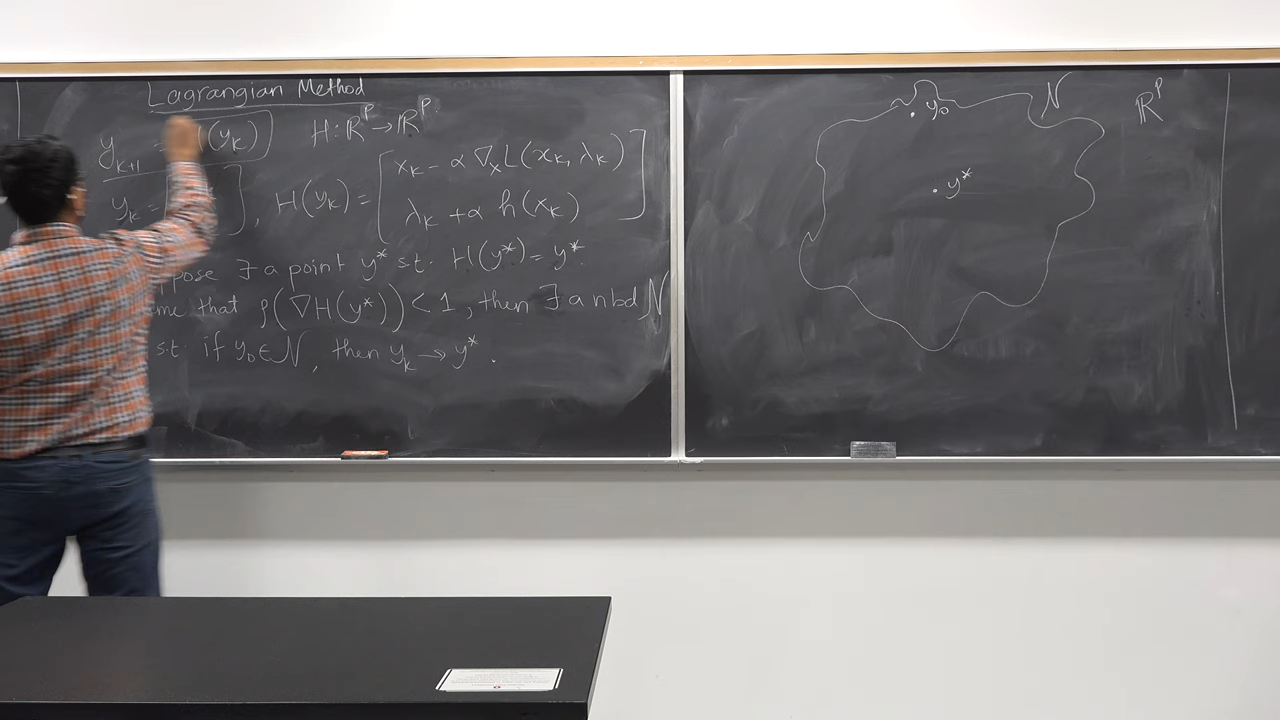 Lagrangian Method
y_{k+1} = H(y_k) H: ℝ^P → ℝ^P.
y_k = [ ], H(y_k) = [ x_k - α ∇_x L(x_k, λ_k)
λ_k + α h(x_k) ]
pose ∃ a point y* s.t. H(y*) = y*.
me that ρ(∇H(y*)) < 1, then ∃ a nbd N
s.t. if y_0 ∈ N, then y_k → y*.
y_0
N
ℝ^P
y*